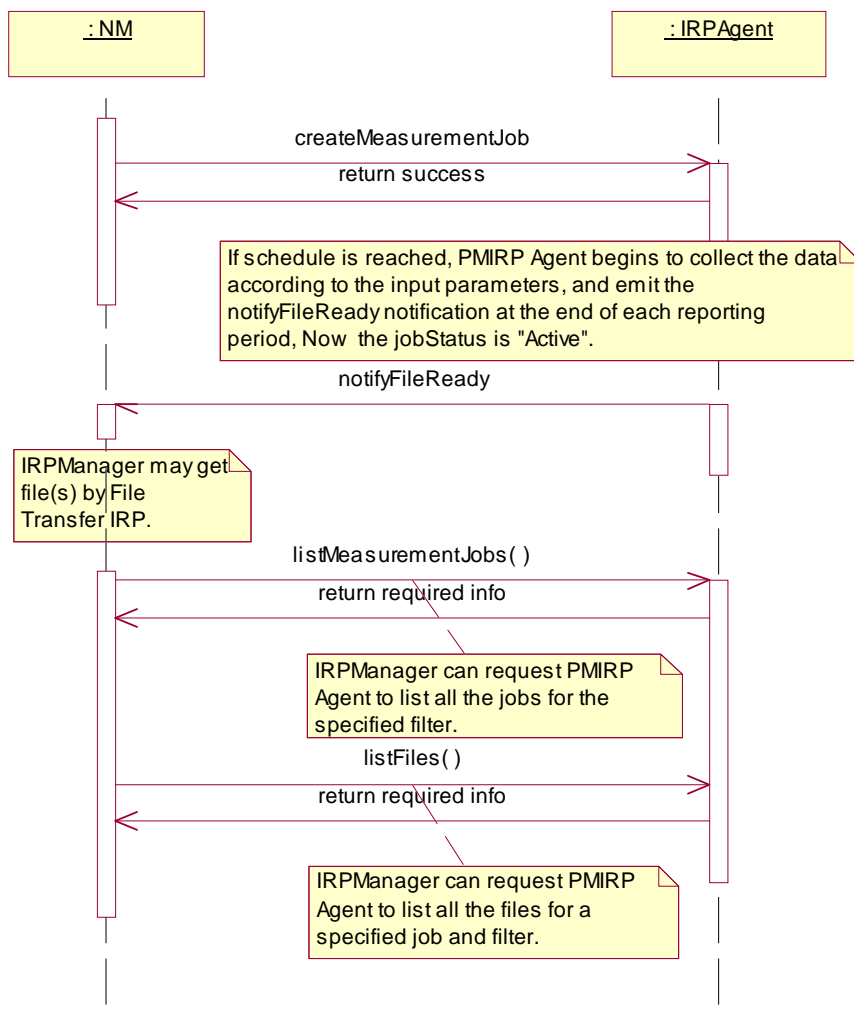 : NM
: IRPAgent
createMeasurementJob
return success
If schedule is reached, PMIRP Agent begins to collect the data
according to the input parameters, and emit the
notifyFileReady notification at the end of each reporting
period, Now the jobStatus is "Active".
notifyFileReady
IRPManager may get
file(s) by File
Transfer IRP.
listMeasurementJobs( )
return required info
IRPManager can request PMIRP
Agent to list all the jobs for the
specified filter.
listFiles( )
return required info
IRPManager can request PMIRP
Agent to list all the files for a
specified job and filter.